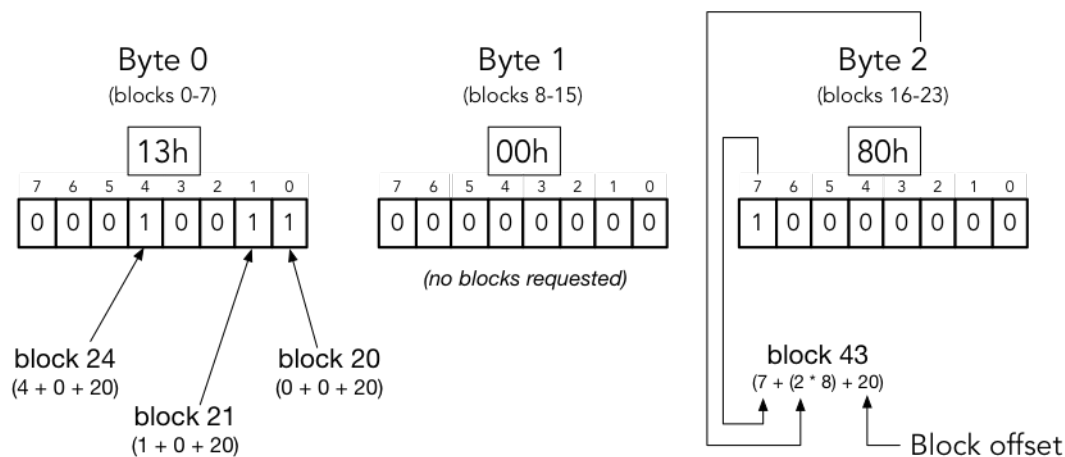 Byte 0
(blocks 0-7)
13h
7 6 5 4 3 2 1 0
0 0 0 1 0 0 1 1
block 24
(4 + 0 + 20)
block 21
(1 + 0 + 20)
block 20
(0 + 0 + 20)
Byte 1
(blocks 8-15)
00h
7 6 5 4 3 2 1 0
0 0 0 0 0 0 0 0
(no blocks requested)
Byte 2
(blocks 16-23)
80h
7 6 5 4 3 2 1 0
1 0 0 0 0 0 0 0
block 43
(7 + (2 * 8) + 20)
Block offset